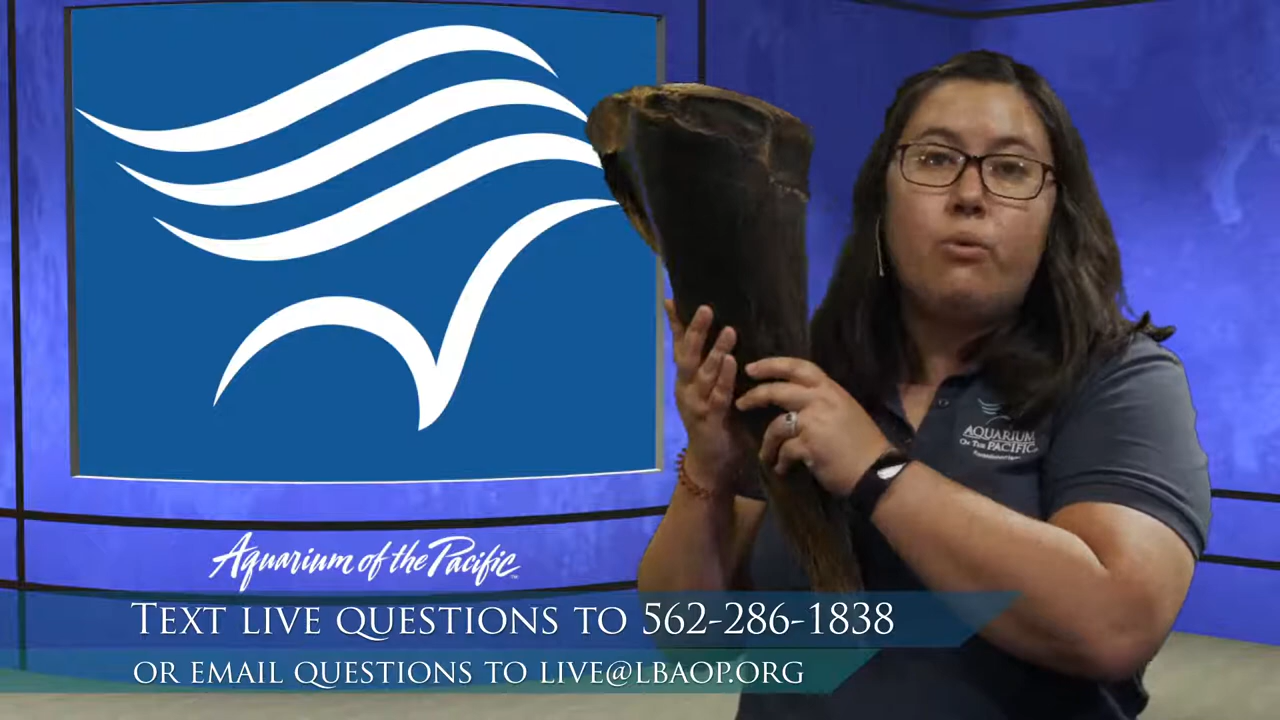 AQUARIUM
OF THE PACIFIC
Aquarium of the Pacific
TEXT LIVE QUESTIONS TO 562-286-1838
OR EMAIL QUESTIONS TO LIVE@LBAOP.ORG